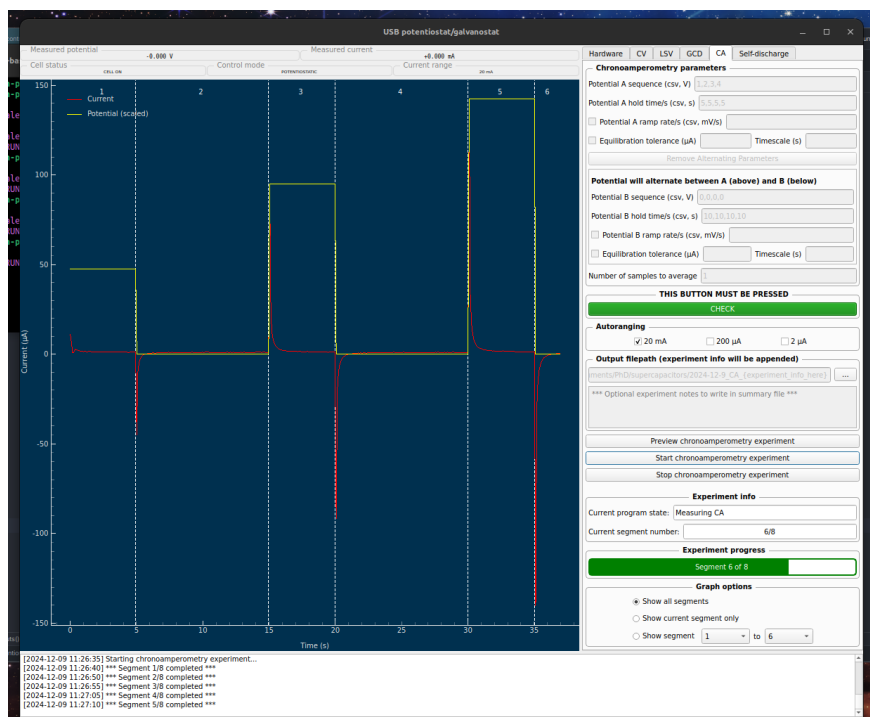 USB potentiostat/galvanostat
Measured potential
-0.000 V
Measured current
+0.000 mA
Cell status
CELL ON
Control mode
POTENTIOSTATIC
Current range
20 mA
Current
Potential (scaled)
1 2 3 4 5 6
150
100
50
0
-50
-100
-150
Current (µA)
0 5 10 15 20 25 30 35
Time (s)
Hardware CV LSV GCD CA Self-discharge
Chronoamperometry parameters
Potential A sequence (csv, V) 1,2,3,4
Potential A hold time/s (csv, s) 5,5,5,5
Potential A ramp rate/s (csv, mV/s)
Equilibration tolerance (µA) Timescale (s)
Remove Alternating Parameters
Potential will alternate between A (above) and B (below)
Potential B sequence (csv, V) 0,0,0,0
Potential B hold time/s (csv, s) 10,10,10,10
Potential B ramp rate/s (csv, mV/s)
Equilibration tolerance (µA) Timescale (s)
Number of samples to average 1
THIS BUTTON MUST BE PRESSED
CHECK
Autoranging
20 mA 200 µA 2 µA
Output filepath (experiment info will be appended)
iments/PhD/supercapacitors/2024-12-9_CA_{experiment_info_here} ...
*** Optional experiment notes to write in summary file ***
Preview chronoamperometry experiment
Start chronoamperometry experiment
Stop chronoamperometry experiment
Experiment info
Current program state: Measuring CA
Current segment number: 6/8
Experiment progress
Segment 6 of 8
Graph options
Show all segments
Show current segment only
Show segment 1 to 6
[2024-12-09 11:26:35] Starting chronoamperometry experiment...
[2024-12-09 11:26:40] *** Segment 1/8 completed ***
[2024-12-09 11:26:50] *** Segment 2/8 completed ***
[2024-12-09 11:26:55] *** Segment 3/8 completed ***
[2024-12-09 11:27:05] *** Segment 4/8 completed ***
[2024-12-09 11:27:10] *** Segment 5/8 completed ***